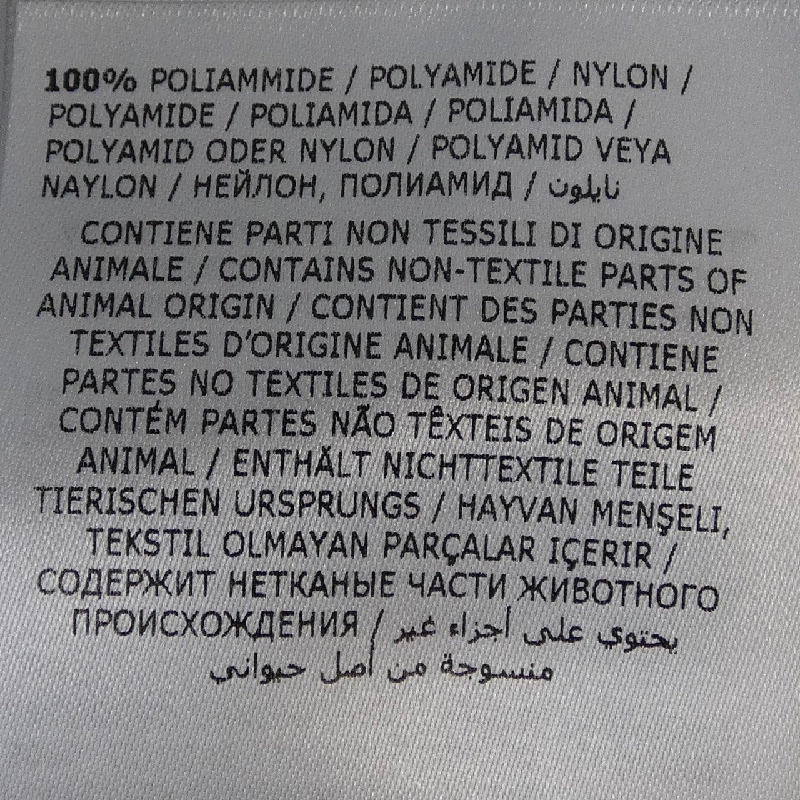 100% POLIAMMIDE / POLYAMIDE / NYLON /
POLYAMIDE / POLIAMIDA / POLIAMIDA /
POLYAMID ODER NYLON / POLYAMID VEYA
NAYLON / НЕЙЛОН, ПОЛИАМИД / نايلون
CONTIENE PARTI NON TESSILI DI ORIGINE
ANIMALE / CONTAINS NON-TEXTILE PARTS OF
ANIMAL ORIGIN / CONTIENT DES PARTIES NON
TEXTILES D'ORIGINE ANIMALE / CONTIENE
PARTES NO TEXTILES DE ORIGEN ANIMAL /
CONTÉM PARTES NÃO TÊXTEIS DE ORIGEM
ANIMAL / ENTHÄLT NICHTTEXTILE TEILE
TIERISCHEN URSPRUNGS / HAYVAN MENŞELI,
TEKSTIL OLMAYAN PARÇALAR IÇERIR /
СОДЕРЖИТ НЕТКАНЫЕ ЧАСТИ ЖИВОТНОГО
ПРОИСХОЖДЕНИЯ / يحتوي على أجزاء غير
منسوجة من أصل حيواني